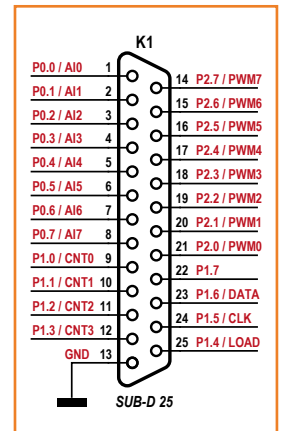 K1
P0.0 / AI0 1
P0.1 / AI1 2
P0.2 / AI2 3
P0.3 / AI3 4
P0.4 / AI4 5
P0.5 / AI5 6
P0.6 / AI6 7
P0.7 / AI7 8
P1.0 / CNT0 9
P1.1 / CNT1 10
P1.2 / CNT2 11
P1.3 / CNT3 12
GND 13
14 P2.7 / PWM7
15 P2.6 / PWM6
16 P2.5 / PWM5
17 P2.4 / PWM4
18 P2.3 / PWM3
19 P2.2 / PWM2
20 P2.1 / PWM1
21 P2.0 / PWM0
22 P1.7
23 P1.6 / DATA
24 P1.5 / CLK
25 P1.4 / LOAD
SUB-D 25